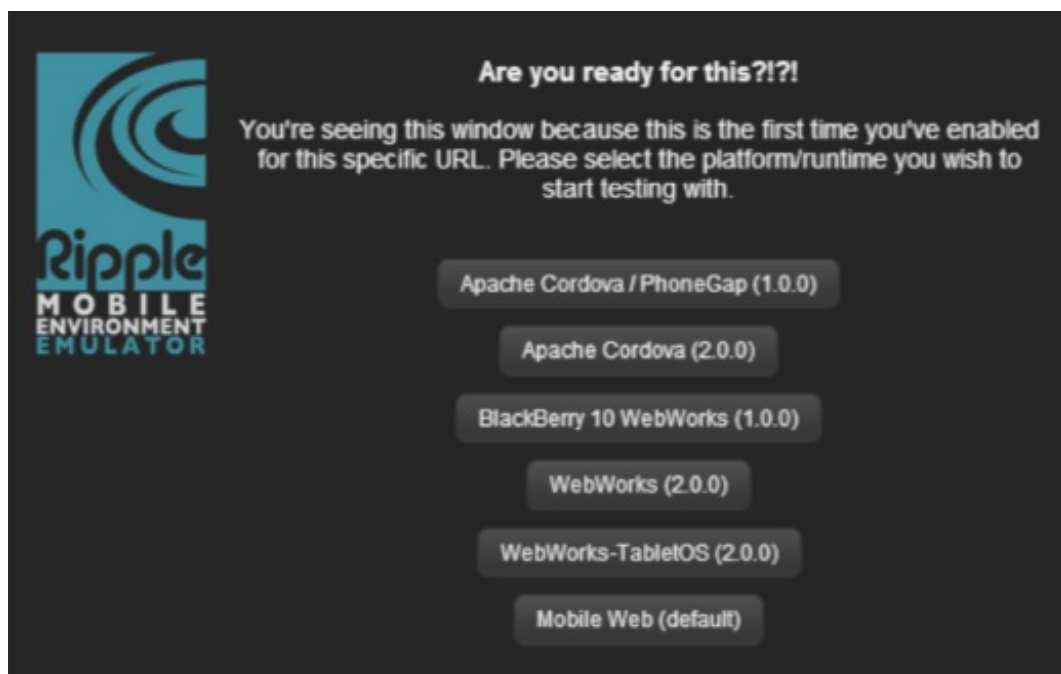 Are you ready for this?!?!
You're seeing this window because this is the first time you've enabled
for this specific URL. Please select the platform/runtime you wish to
start testing with.
Ripple
MOBILE
ENVIRONMENT
EMULATOR
Apache Cordova / PhoneGap (1.0.0)
Apache Cordova (2.0.0)
BlackBerry 10 WebWorks (1.0.0)
WebWorks (2.0.0)
WebWorks-TabletOS (2.0.0)
Mobile Web (default)